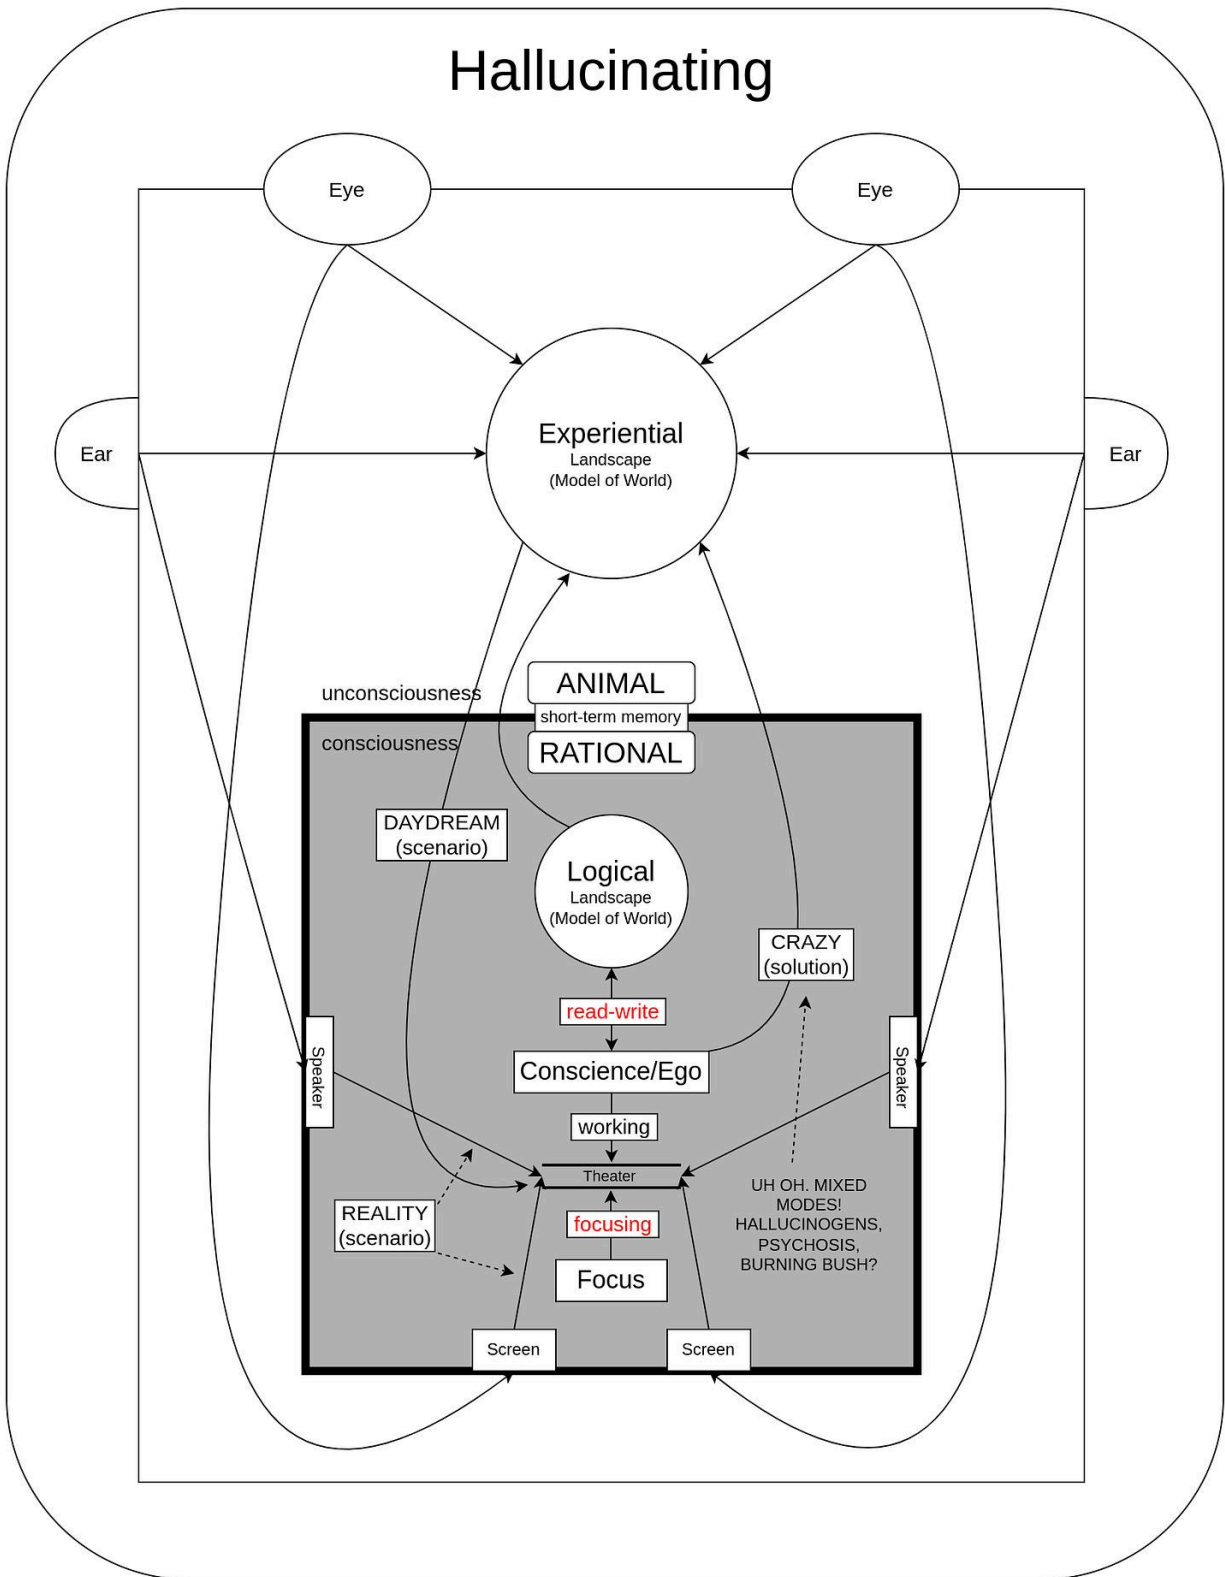 Hallucinating
Eye
Eye
Ear
Experiential
Landscape
(Model of World)
Ear
unconsciousness
ANIMAL
short-term memory
consciousness
RATIONAL
DAYDREAM
(scenario)
Logical
Landscape
(Model of World)
CRAZY
(solution)
read-write
Speaker
Conscience/Ego
Speaker
working
Theater
REALITY
(scenario)
focusing
Focus
UH OH. MIXED
MODES!
HALLUCINOGENS,
PSYCHOSIS,
BURNING BUSH?
Screen
Screen